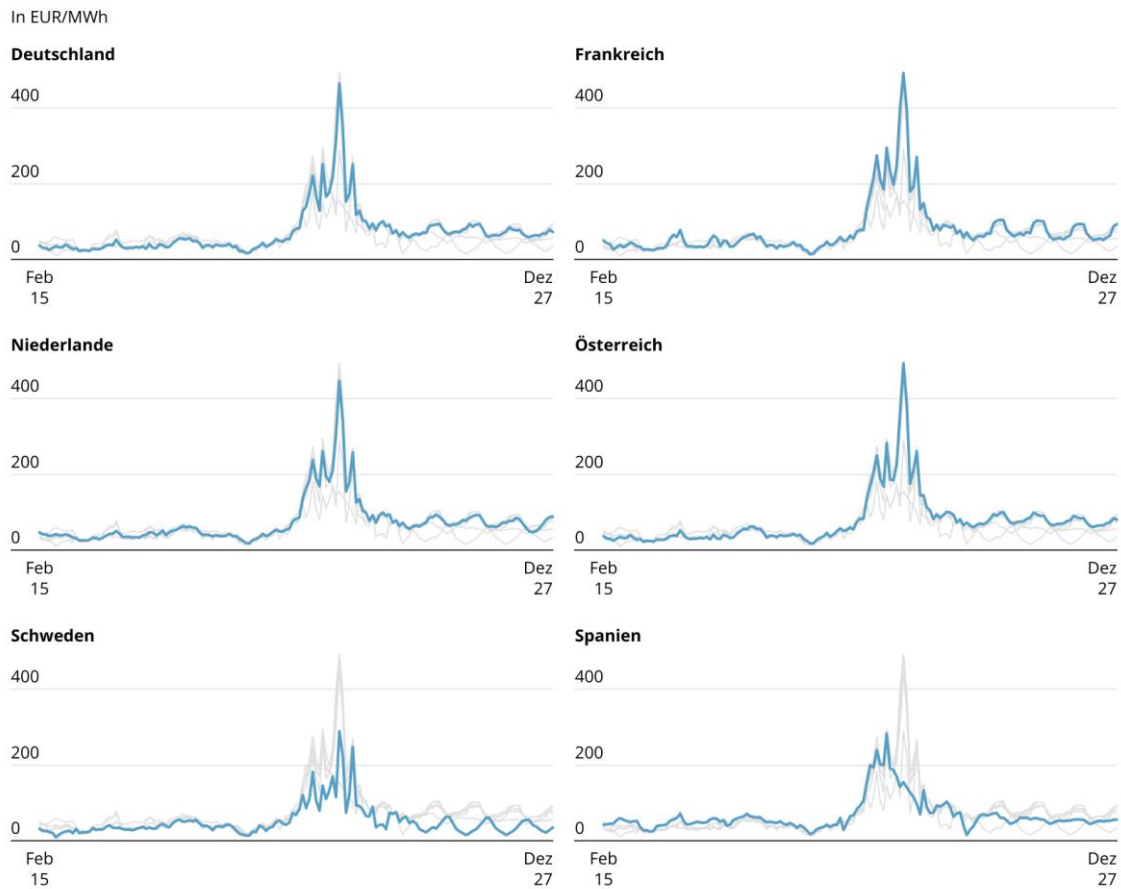 In EUR/MWh
Deutschland
400
200
0
Feb
15
Dez
27
Frankreich
400
200
0
Feb
15
Dez
27
Niederlande
400
200
0
Feb
15
Dez
27
Österreich
400
200
0
Feb
15
Dez
27
Schweden
400
200
0
Feb
15
Dez
27
Spanien
400
200
0
Feb
15
Dez
27